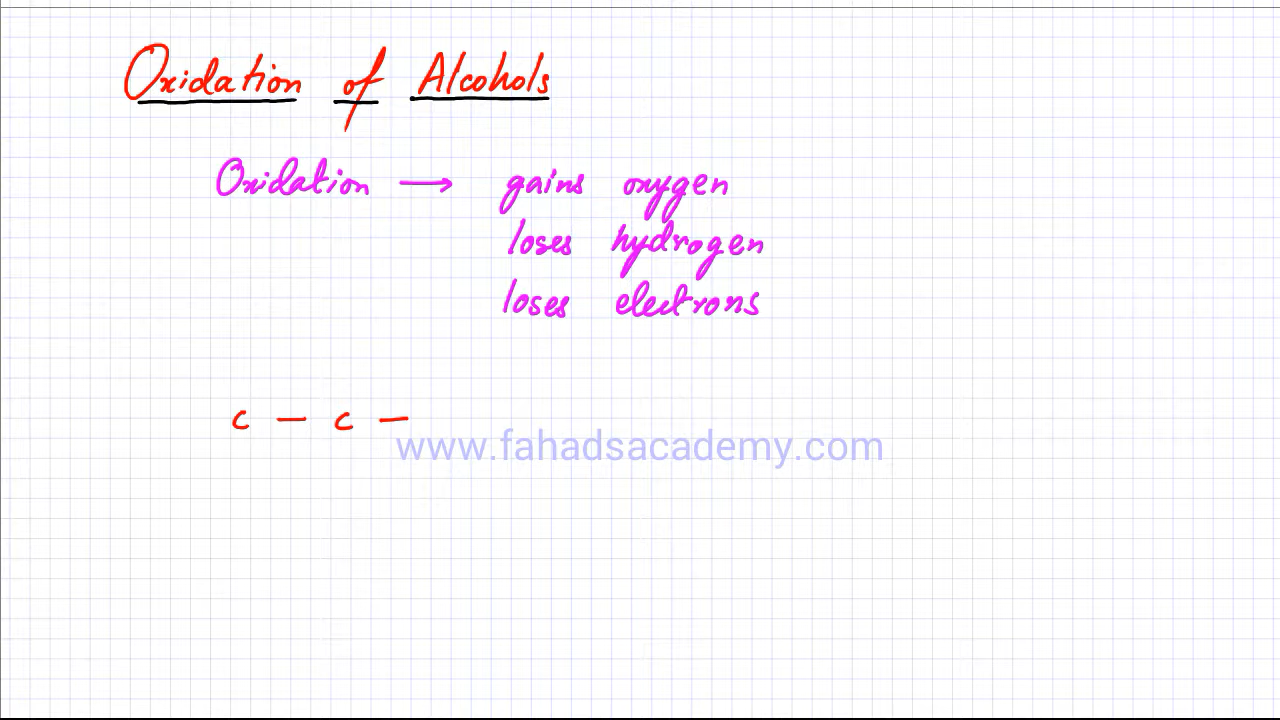 Oxidation of Alcohols
Oxidation → gains oxygen
loses hydrogen
loses electrons
c - c -
www.fahadsacademy.com